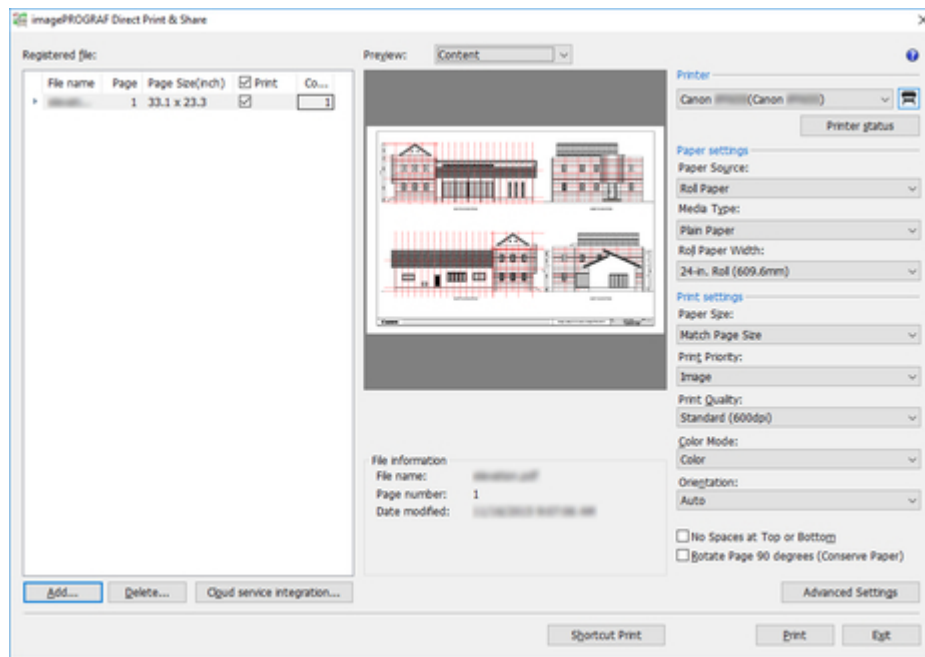 imagePROGRAF Direct Print & Share
Registered file:
File name Page Page Size(inch) Print Co...
1 33.1 x 23.3 1
Add... Delete... Cloud service integration...
Preview: Content
Canon
File information
File name:
Page number: 1
Date modified:
Printer
Canon (Canon )
Printer status
Paper settings
Paper Source:
Roll Paper
Media Type:
Plain Paper
Roll Paper Width:
24-in. Roll (609.6mm)
Print settings
Paper Size:
Match Page Size
Print Priority:
Image
Print Quality:
Standard (600dpi)
Color Mode:
Color
Orientation:
Auto
No Spaces at Top or Bottom
Rotate Page 90 degrees (Conserve Paper)
Advanced Settings
Shortcut Print Print Exit